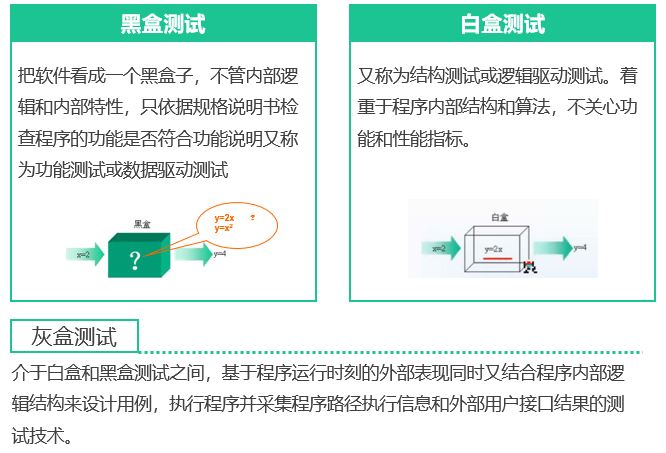 黑盒测试
把软件看成一个黑盒子，不管内部逻
辑和内部特性，只依据规格说明书检
查程序的功能是否符合功能说明又称
为功能测试或数据驱动测试
黑盒
y=2x ?
y=x²
x=2
?
y=4
白盒测试
又称为结构测试或逻辑驱动测试。着
重于程序内部结构和算法，不关心功
能和性能指标。
白盒
x=2
y=2x
y=4
灰盒测试
介于白盒和黑盒测试之间，基于程序运行时刻的外部表现同时又结合程序内部逻
辑结构来设计用例，执行程序并采集程序路径执行信息和外部用户接口结果的测
试技术。